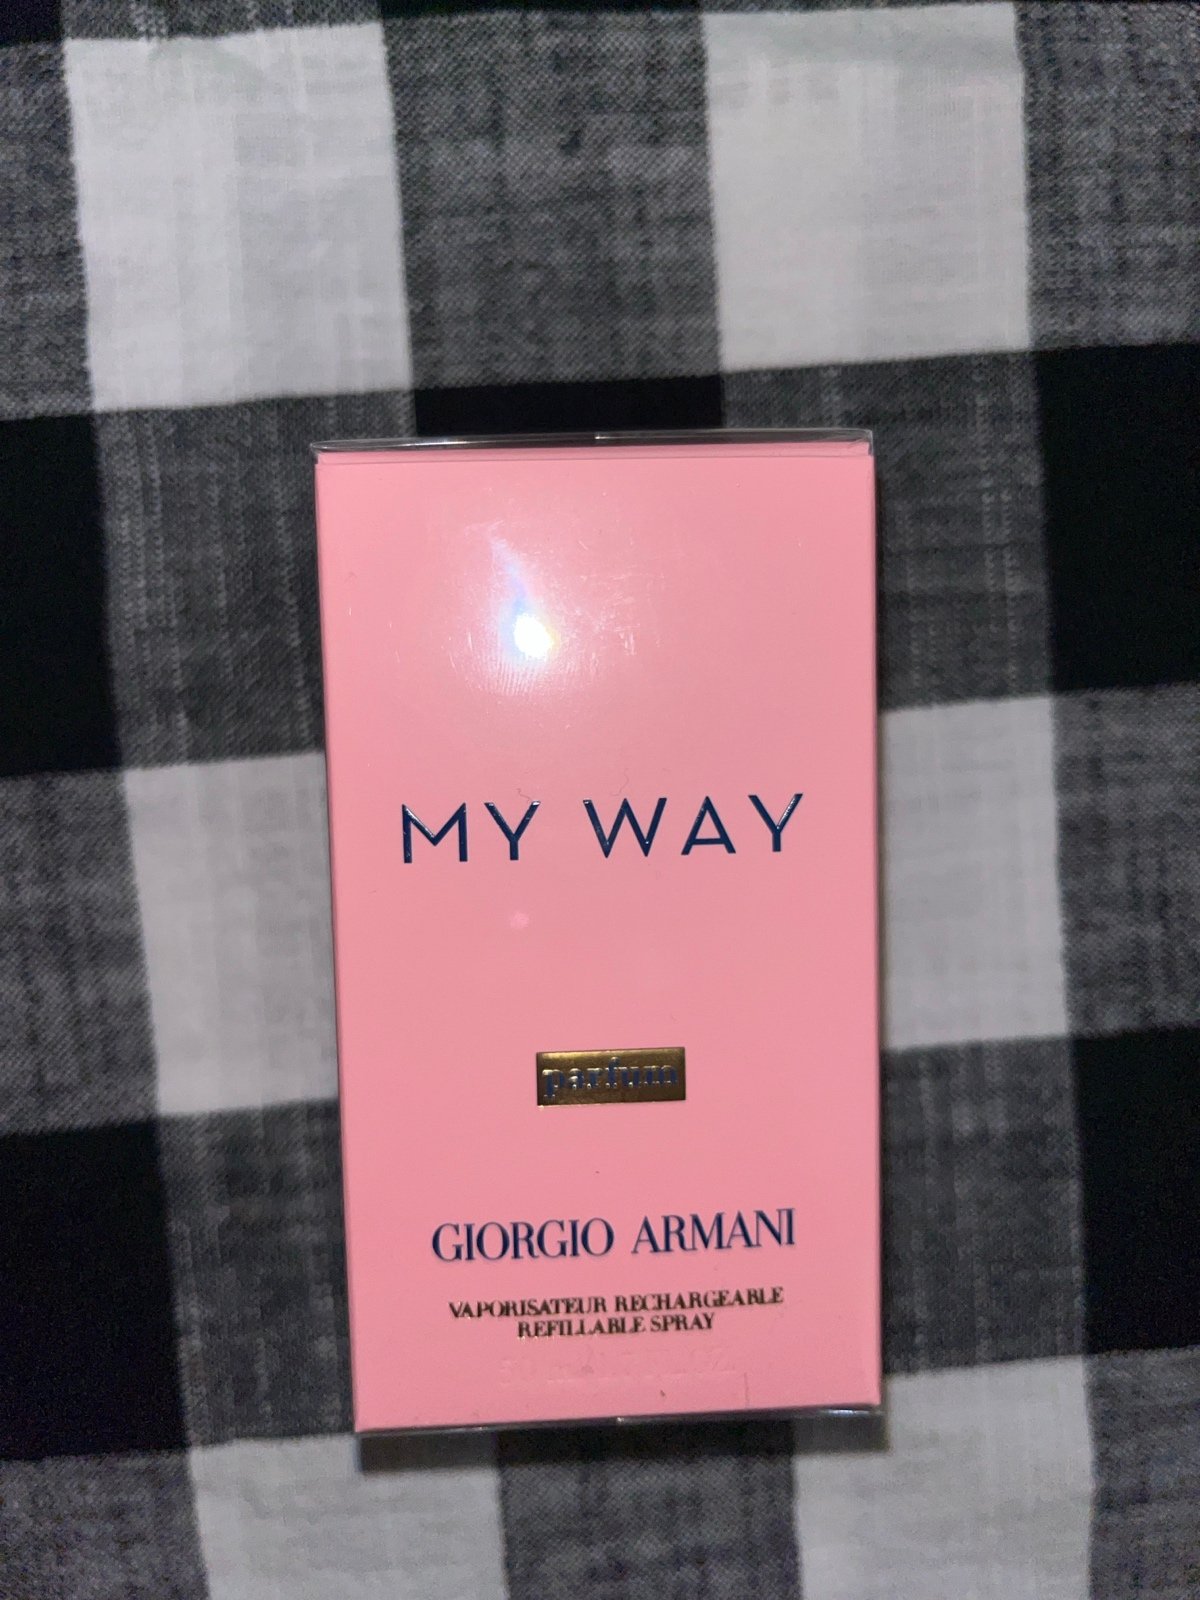 MY WAY
parfum
GIORGIO ARMANI
VAPORISATEUR RECHARGEABLE
REFILLABLE SPRAY